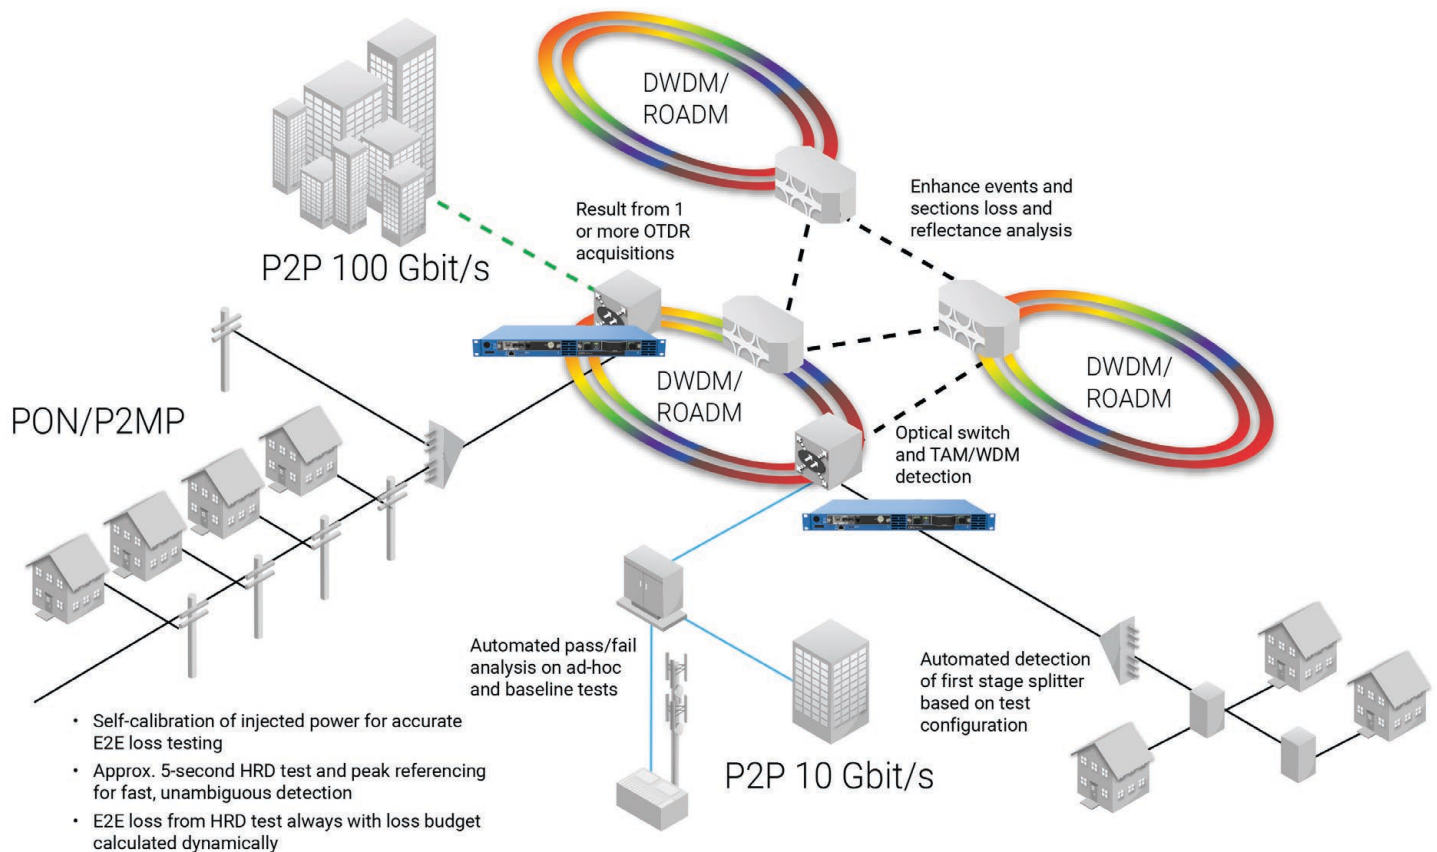 DWDM/
ROADM
Result from 1
or more OTDR
acquisitions
Enhance events and
sections loss and
reflectance analysis
P2P 100 Gbit/s
DWDM/
ROADM
DWDM/
ROADM
PON/P2MP
Optical switch
and TAM/WDM
detection
Automated pass/fail
analysis on ad-hoc
and baseline tests
Automated detection
of first stage splitter
based on test
configuration
P2P 10 Gbit/s
• Self-calibration of injected power for accurate
E2E loss testing
• Approx. 5-second HRD test and peak referencing
for fast, unambiguous detection
• E2E loss from HRD test always with loss budget
calculated dynamically